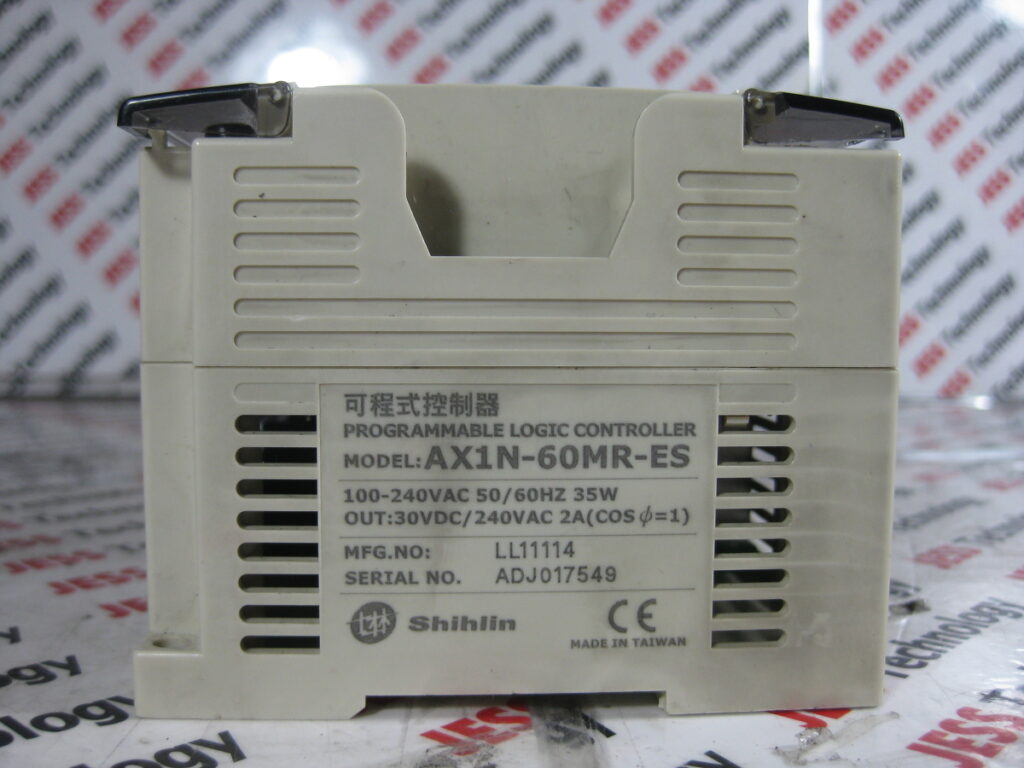 可程式控制器
PROGRAMMABLE LOGIC CONTROLLER
MODEL:AX1N-60MR-ES
100-240VAC 50/60HZ 35W
OUT:30VDC/240VAC 2A(COS ϕ=1)
MFG.NO: LL11114
SERIAL NO. ADJ017549
Shihlin
CE
MADE IN TAIWAN
JESS Technology